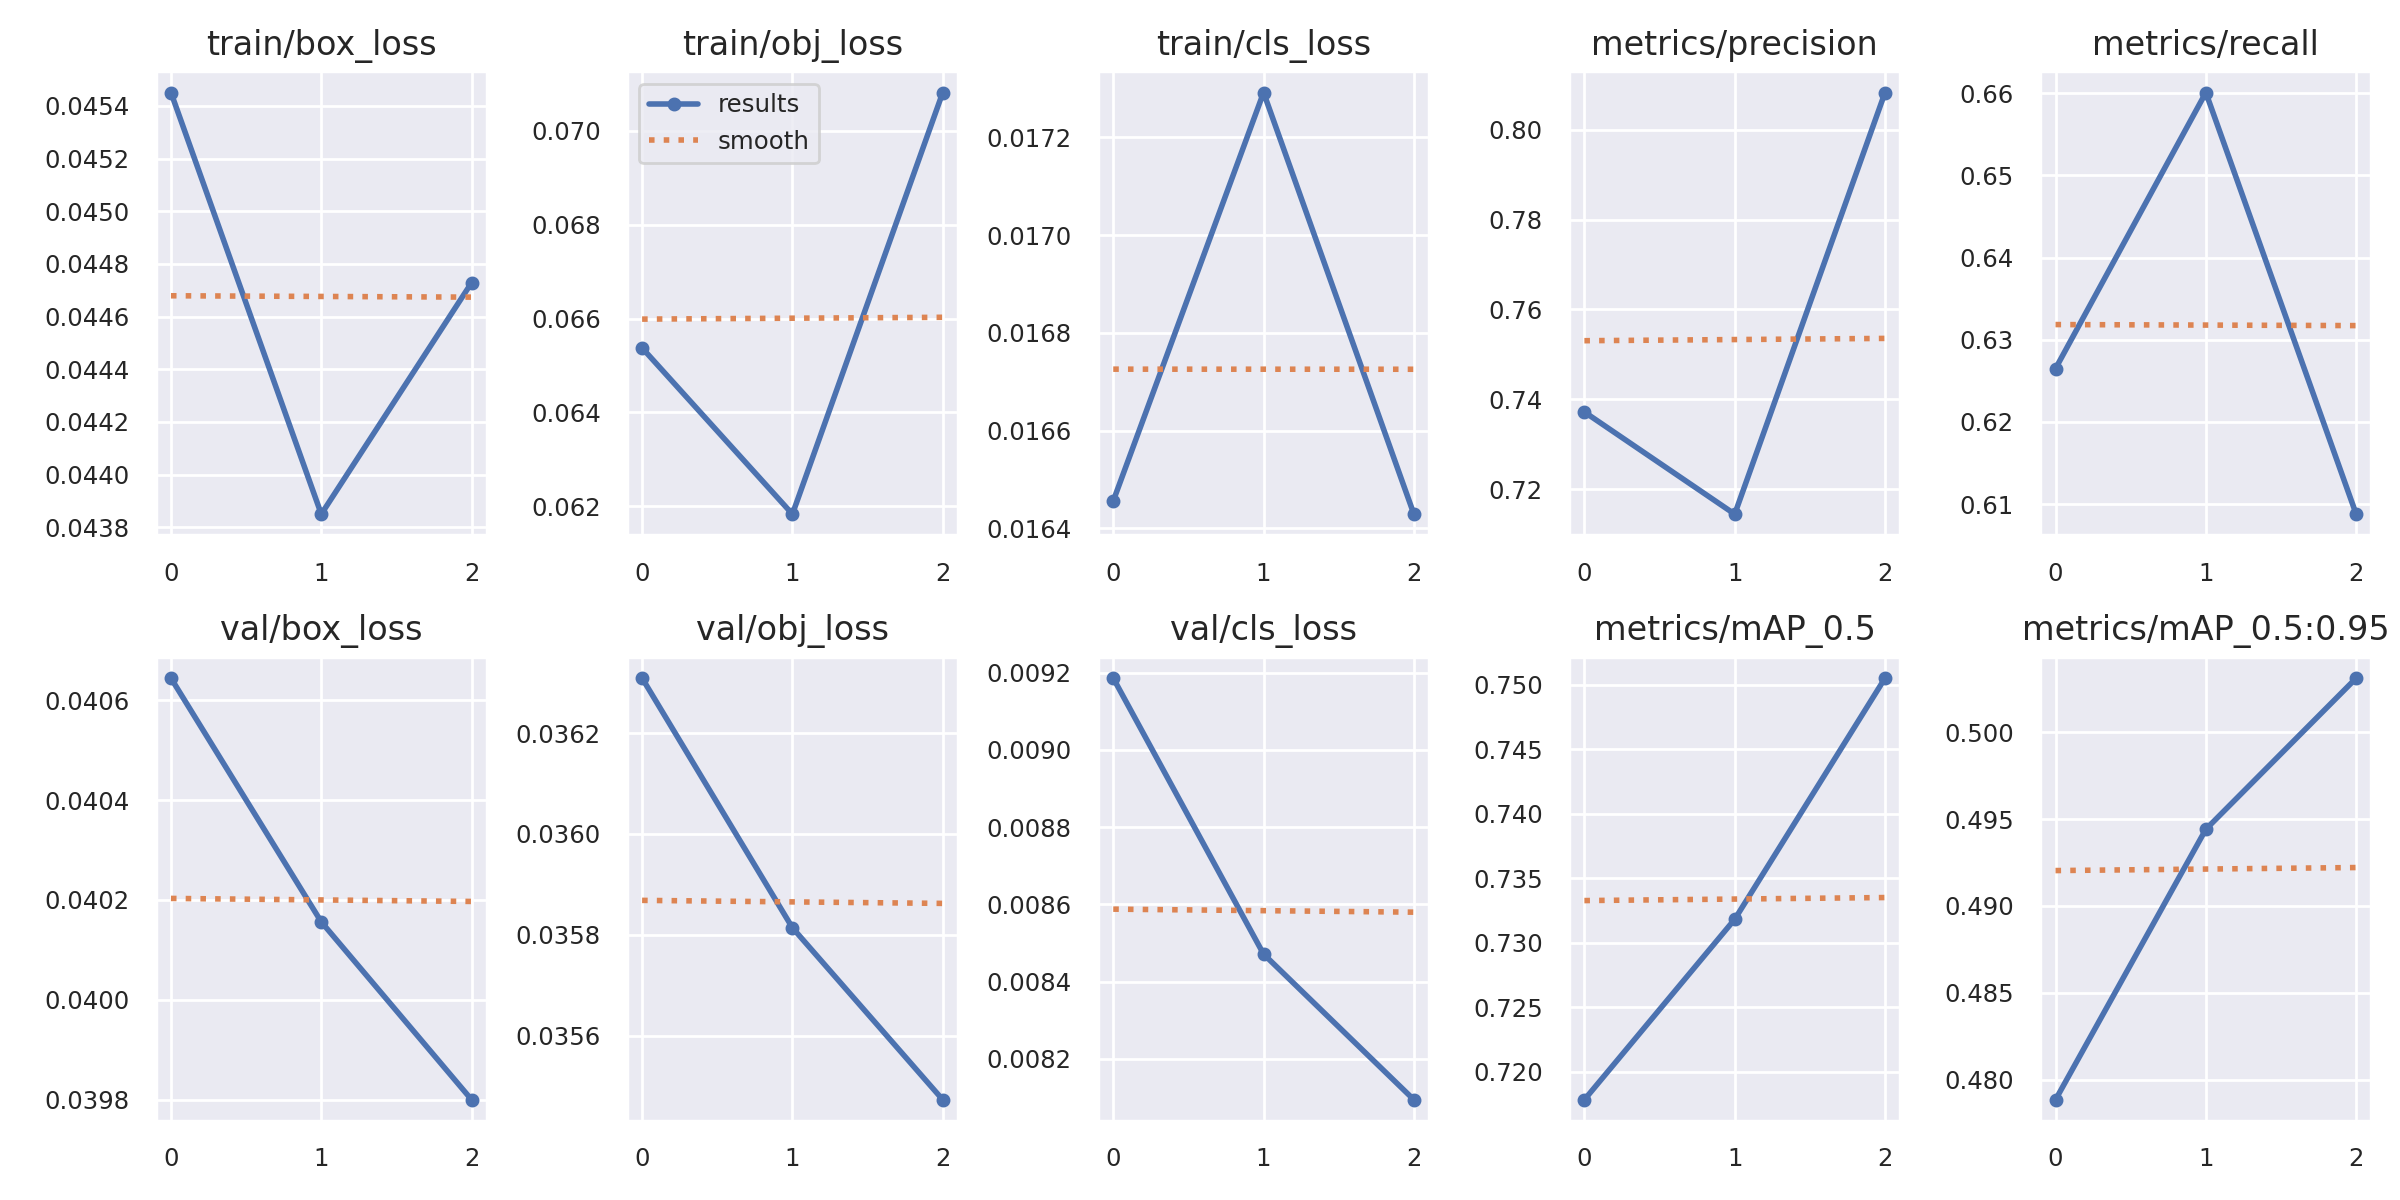 train/box_loss
0.0454
0.0452
0.0450
0.0448
0.0446
0.0444
0.0442
0.0440
0.0438
0 1 2
train/obj_loss
results
smooth
0.070
0.068
0.066
0.064
0.062
0 1 2
train/cls_loss
0.0172
0.0170
0.0168
0.0166
0.0164
0 1 2
metrics/precision
0.80
0.78
0.76
0.74
0.72
0 1 2
metrics/recall
0.66
0.65
0.64
0.63
0.62
0.61
0 1 2
val/box_loss
0.0406
0.0404
0.0402
0.0400
0.0398
0 1 2
val/obj_loss
0.0362
0.0360
0.0358
0.0356
0 1 2
val/cls_loss
0.0092
0.0090
0.0088
0.0086
0.0084
0.0082
0 1 2
metrics/mAP_0.5
0.750
0.745
0.740
0.735
0.730
0.725
0.720
0 1 2
metrics/mAP_0.5:0.95
0.500
0.495
0.490
0.485
0.480
0 1 2